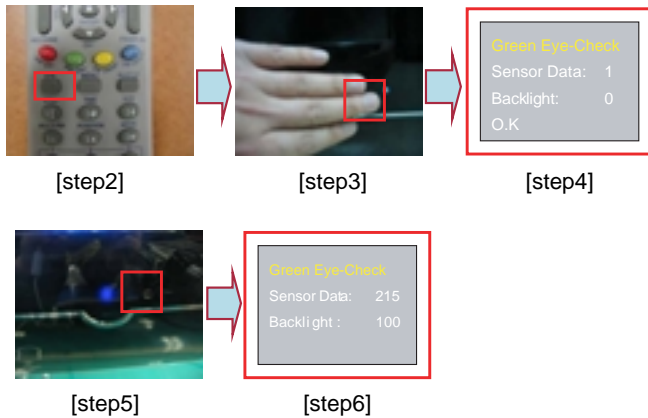 Green Eye-Check
Sensor Data: 1
Backlight: 0
O.K
[step2]
[step3]
[step4]
Green Eye-Check
Sensor Data: 215
Backlight : 100
[step5]
[step6]